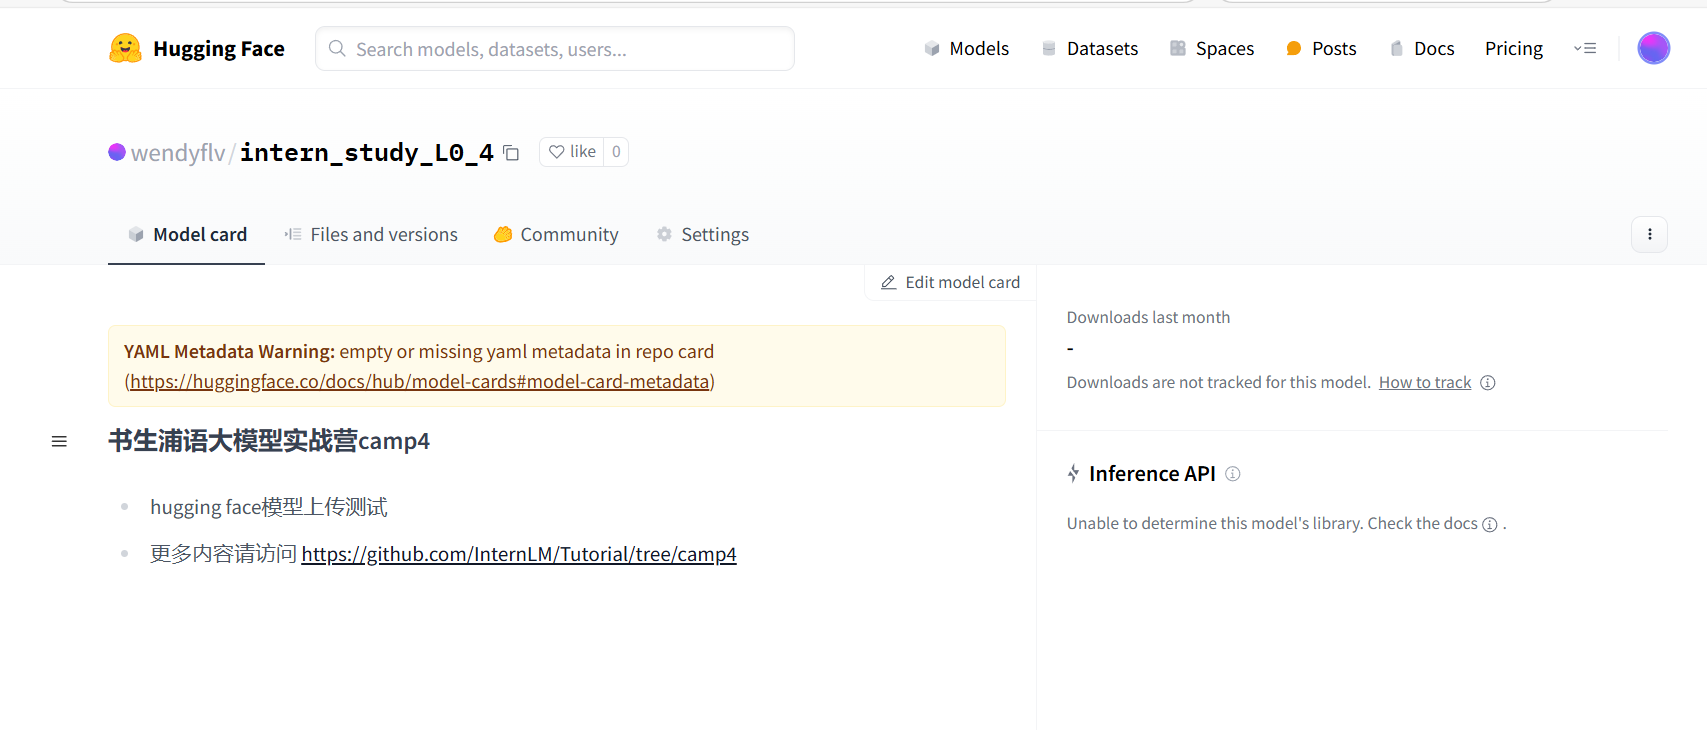 Hugging Face
Search models, datasets, users...
Models
Datasets
Spaces
Posts
Docs
Pricing
wendyflv/intern_study_L0_4
like 0
Model card
Files and versions
Community
Settings
Edit model card
YAML Metadata Warning: empty or missing yaml metadata in repo card
(https://huggingface.co/docs/hub/model-cards#model-card-metadata)
书生浦语大模型实战营camp4
hugging face模型上传测试
更多内容请访问 https://github.com/InternLM/Tutorial/tree/camp4
Downloads last month
-
Downloads are not tracked for this model. How to track
Inference API
Unable to determine this model's library. Check the docs .